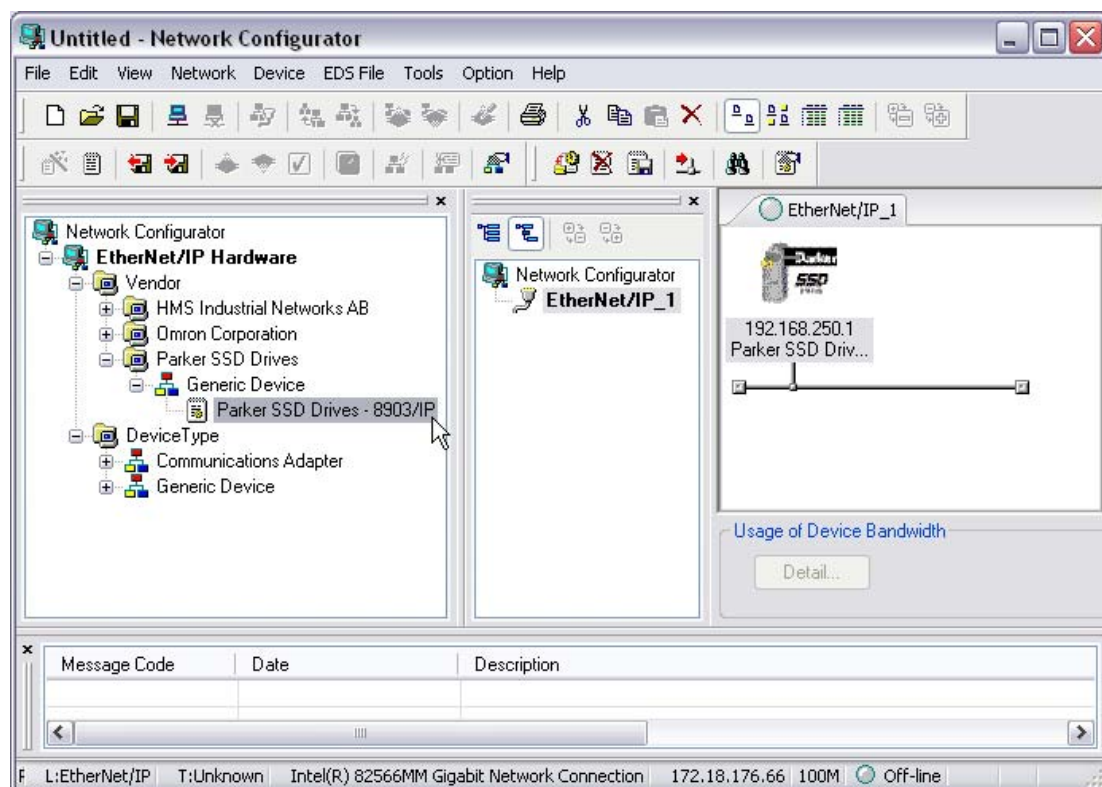 Untitled - Network Configurator
File Edit View Network Device EDS File Tools Option Help
Network Configurator
EtherNet/IP Hardware
Vendor
HMS Industrial Networks AB
Omron Corporation
Parker SSD Drives
Generic Device
Parker SSD Drives - 8903/IP
DeviceType
Communications Adapter
Generic Device
Network Configurator
EtherNet/IP_1
EtherNet/IP_1
Parker
SSD
192.168.250.1
Parker SSD Driv...
Usage of Device Bandwidth
Detail...
Message Code Date Description
L:EtherNet/IP T:Unknown Intel(R) 82566MM Gigabit Network Connection 172.18.176.66 100M Off-line